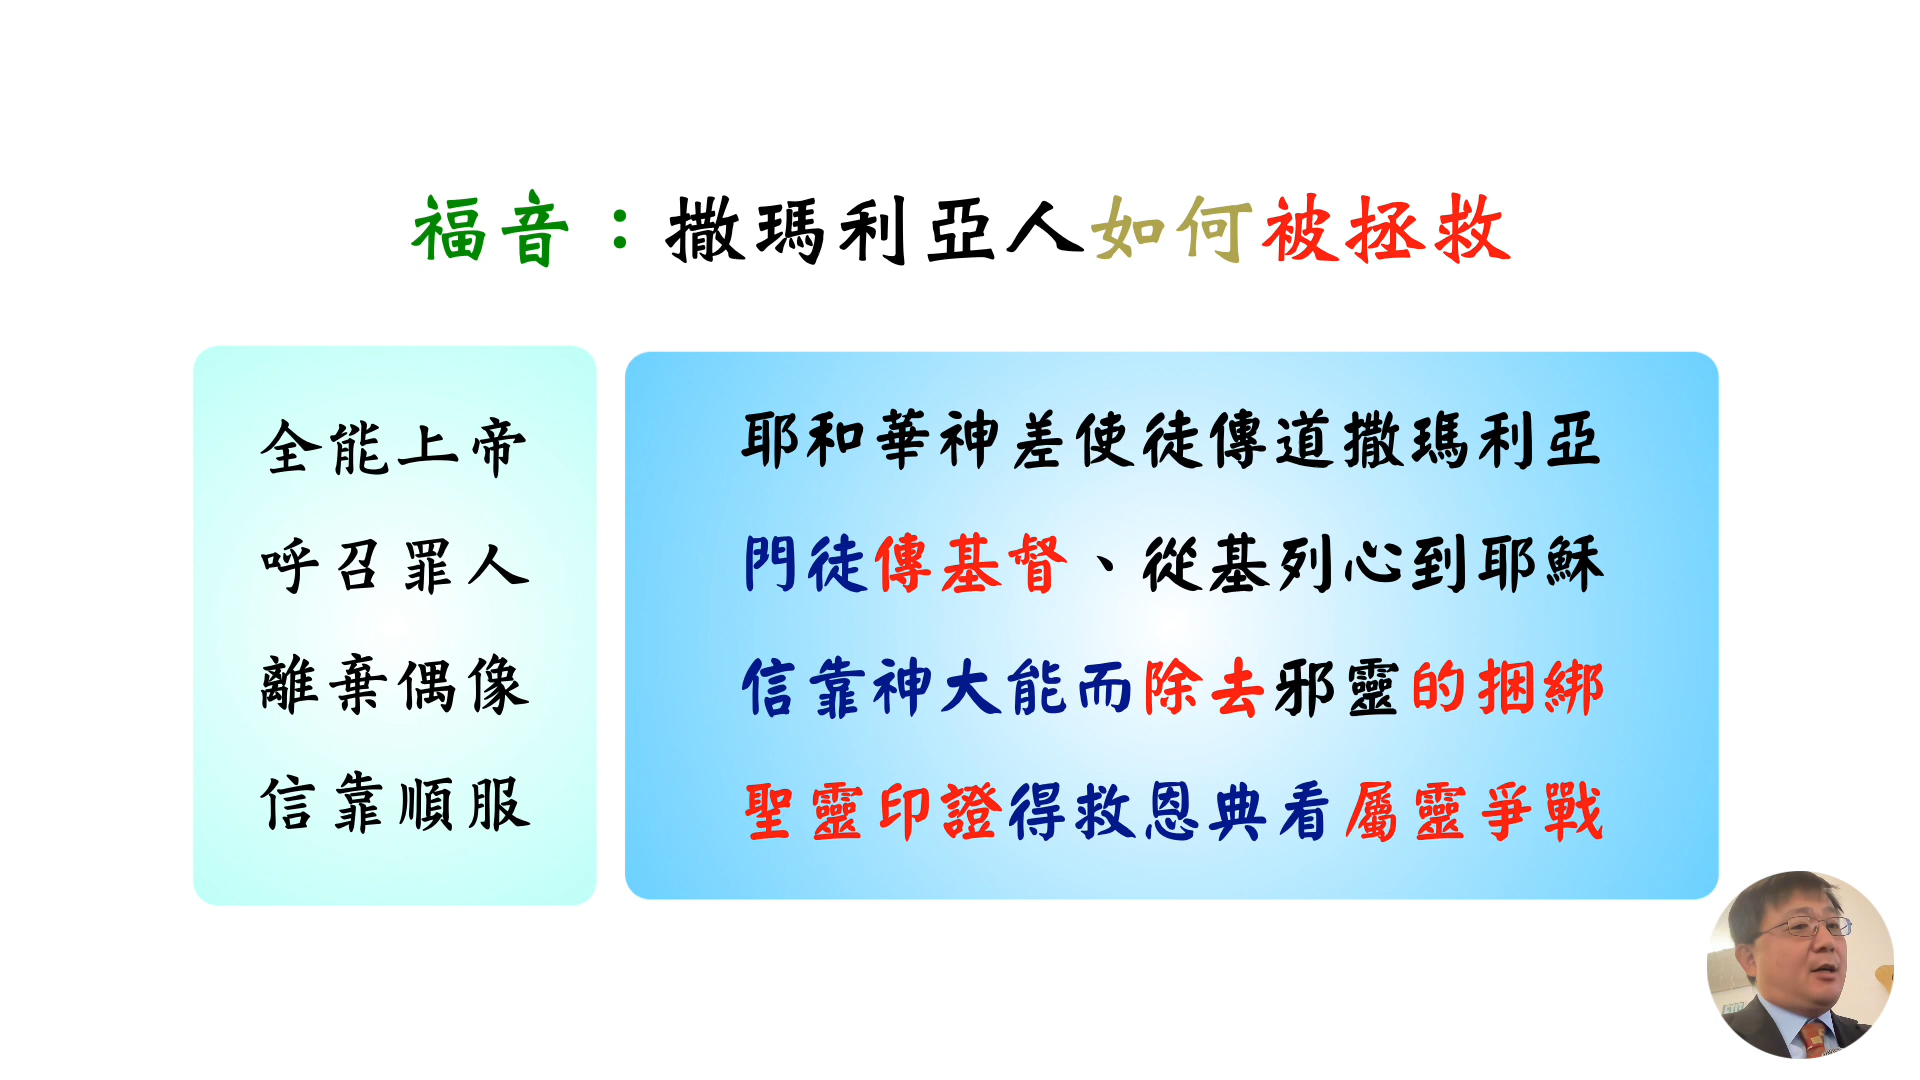 福音：撒瑪利亞人如何被拯救
全能上帝
呼召罪人
離棄偶像
信靠順服
耶和華神差使徒傳道撒瑪利亞
門徒傳基督、從基列心到耶穌
信靠神大能而除去邪靈的捆綁
聖靈印證得救恩典看屬靈爭戰